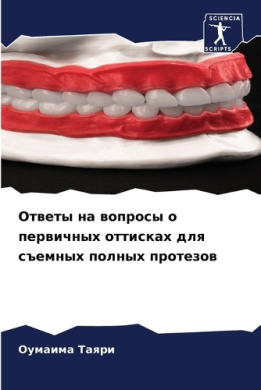 SCIENCIA
SCRIPTS
Ответы на вопросы о
первичных оттисках для
съемных полных протезов
Оумаима Таяри